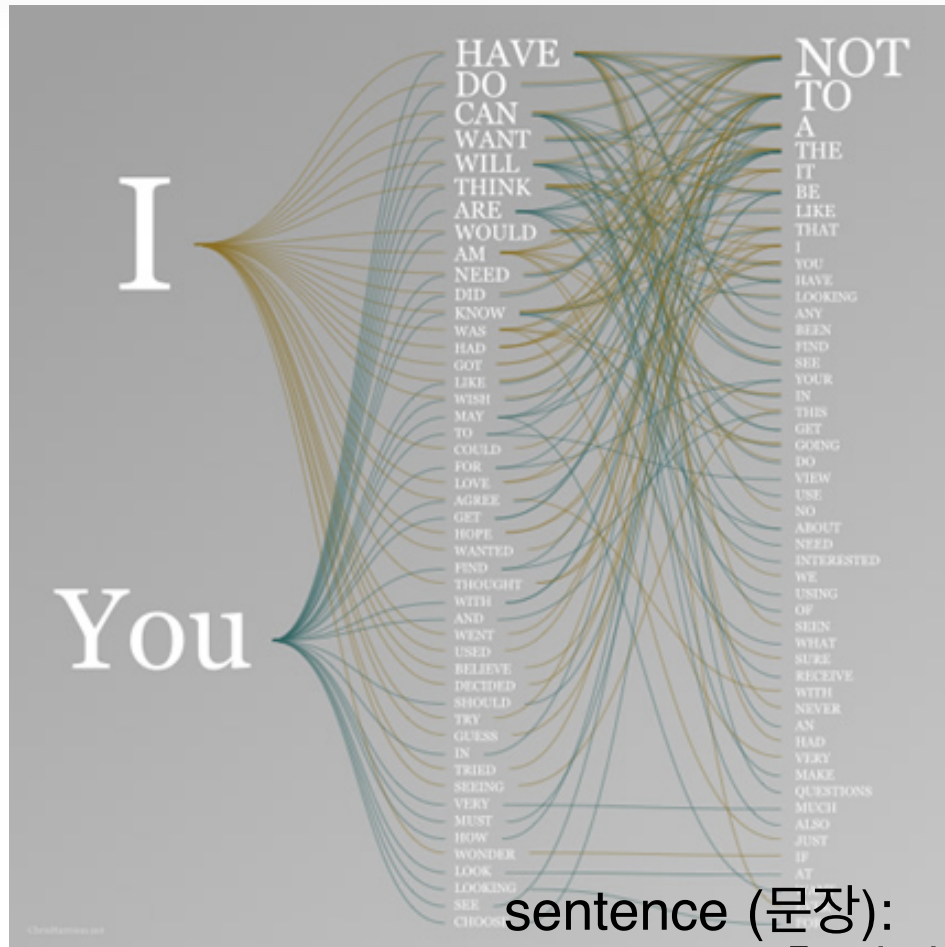 I
You
HAVE
DO
CAN
WANT
WILL
THINK
ARE
WOULD
AM
NEED
DID
KNOW
WAS
HAD
GOT
LIKE
WISH
MAY
TO
COULD
FOR
LOVE
AGREE
GET
HOPE
WANTED
FIND
THOUGHT
WITH
AND
WENT
USED
BELIEVE
DECIDED
SHOULD
TRY
GUESS
IN
TRIED
SEEING
VERY
MUST
HOW
WONDER
LOOK
LOOKING
SEE
NOT
TO
A
THE
IT
BE
LIKE
THAT
I
YOU
HAVE
LOOKING
ANY
BEEN
FIND
SEE
YOUR
IN
THIS
GET
GOING
DO
VIEW
USE
NO
ABOUT
NEED
INTERESTED
WE
USING
OF
SEEN
WHAT
SURE
RECEIVE
WITH
NEVER
AN
HAD
VERY
MAKE
QUESTIONS
MUCH
ALSO
JUST
IF
AT
sentence (문장):